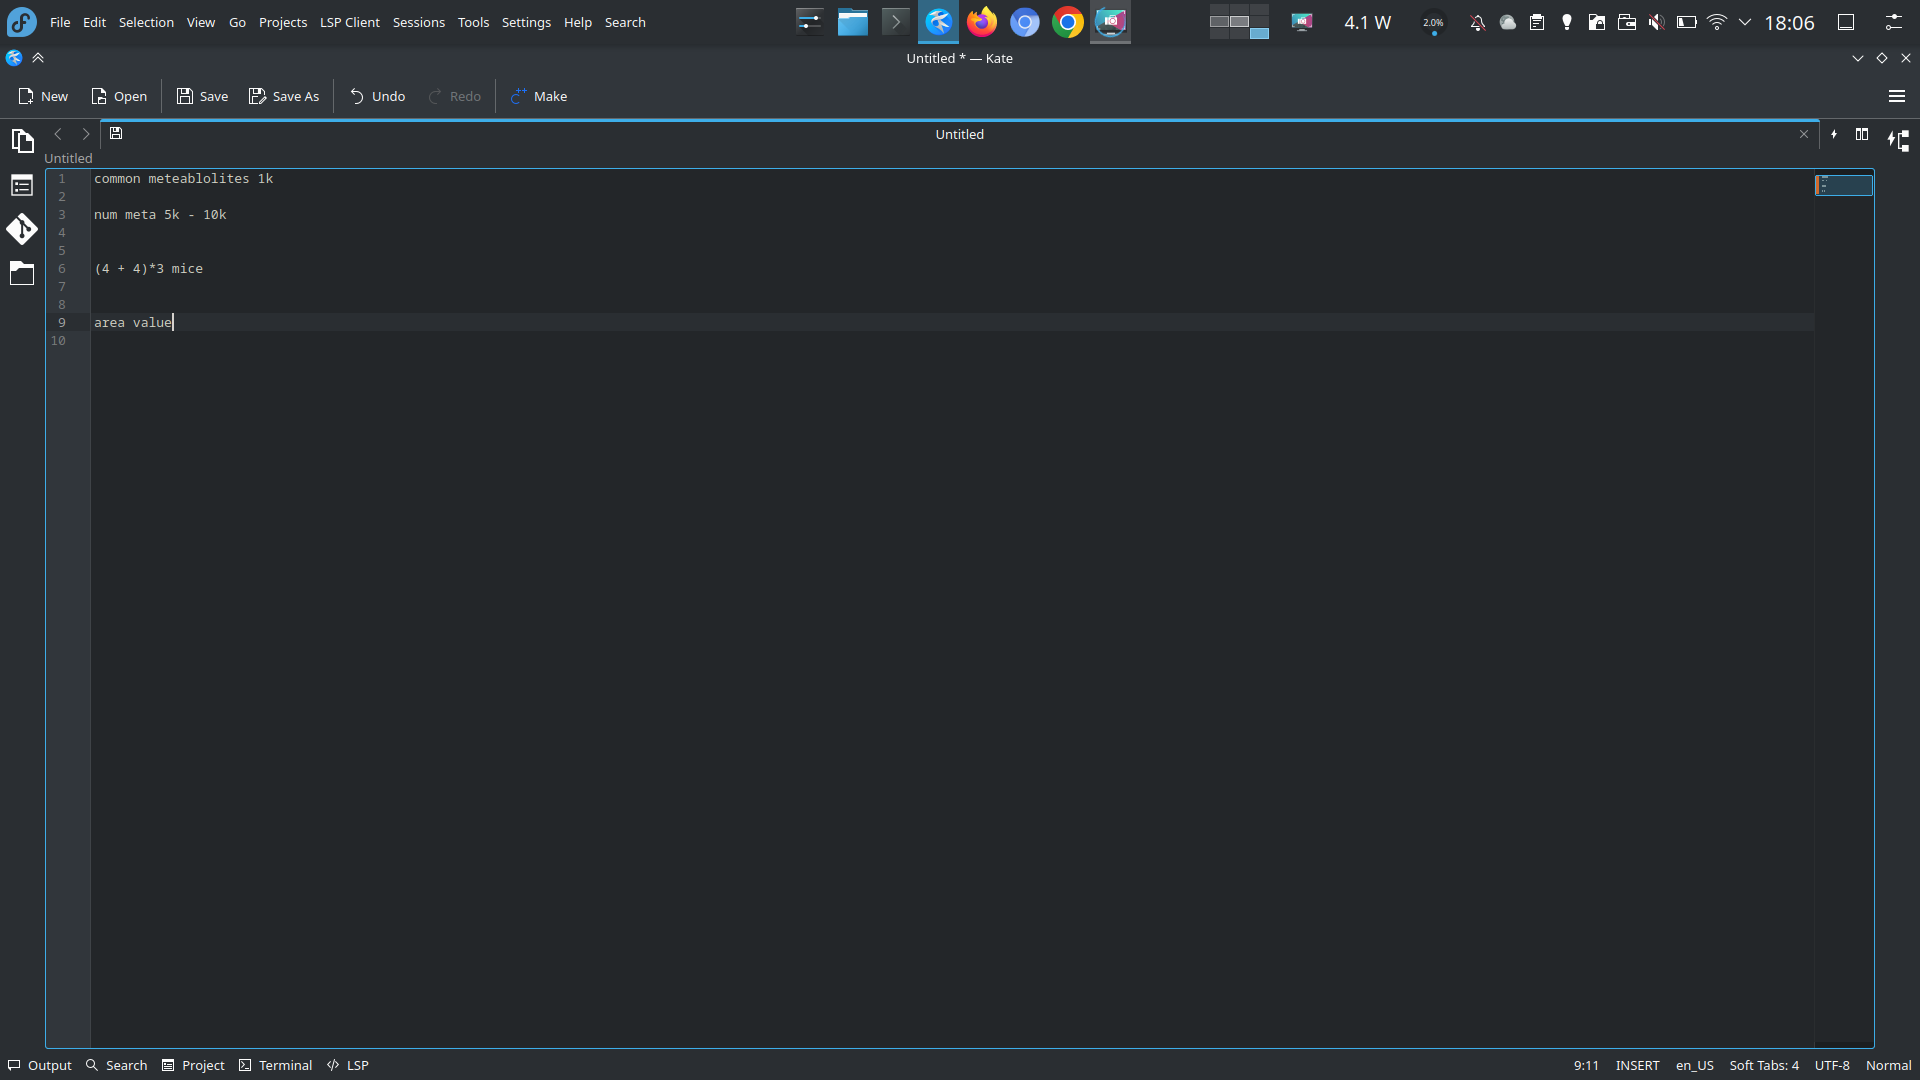 File Edit Selection View Go Projects LSP Client Sessions Tools Settings Help Search 4.1 W 2.0% 18:06
Untitled * — Kate
New Open Save Save As Undo Redo Make
Untitled
Untitled
1 common meteablolites 1k
2
3 num meta 5k - 10k
4
5
6 (4 + 4)*3 mice
7
8
9 area value
10
Output Search Project Terminal LSP 9:11 INSERT en_US Soft Tabs: 4 UTF-8 Normal